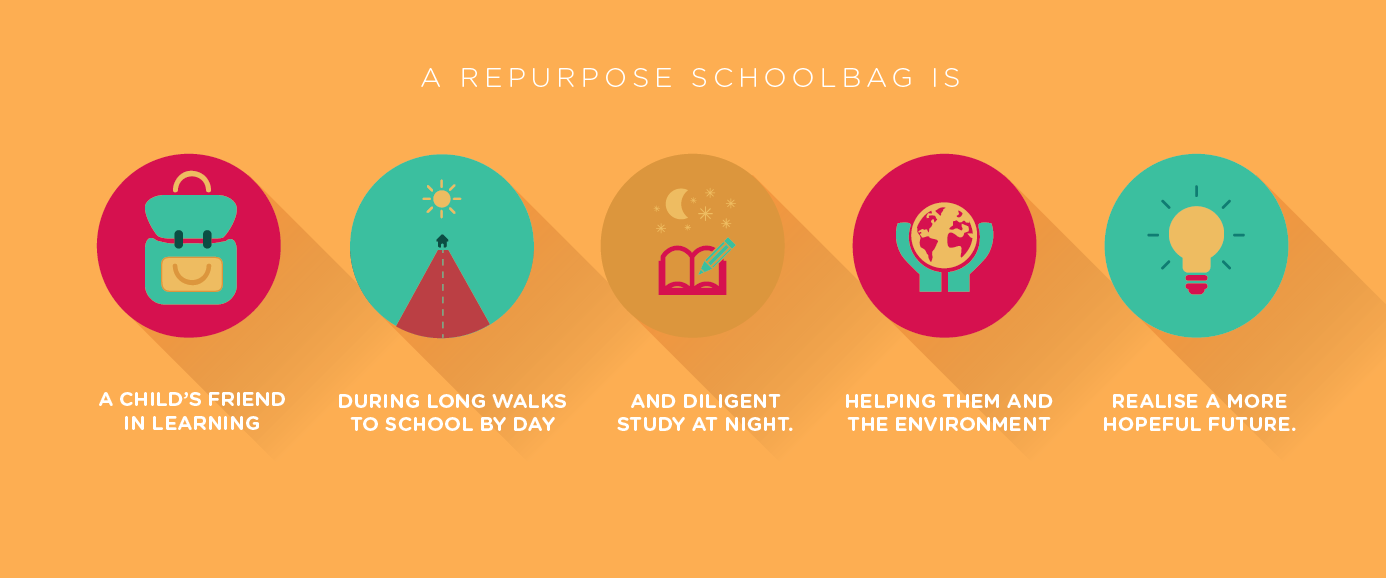 A REPURPOSE SCHOOLBAG IS
A CHILD’S FRIEND
IN LEARNING
DURING LONG WALKS
TO SCHOOL BY DAY
AND DILIGENT
STUDY AT NIGHT.
HELPING THEM AND
THE ENVIRONMENT
REALISE A MORE
HOPEFUL FUTURE.